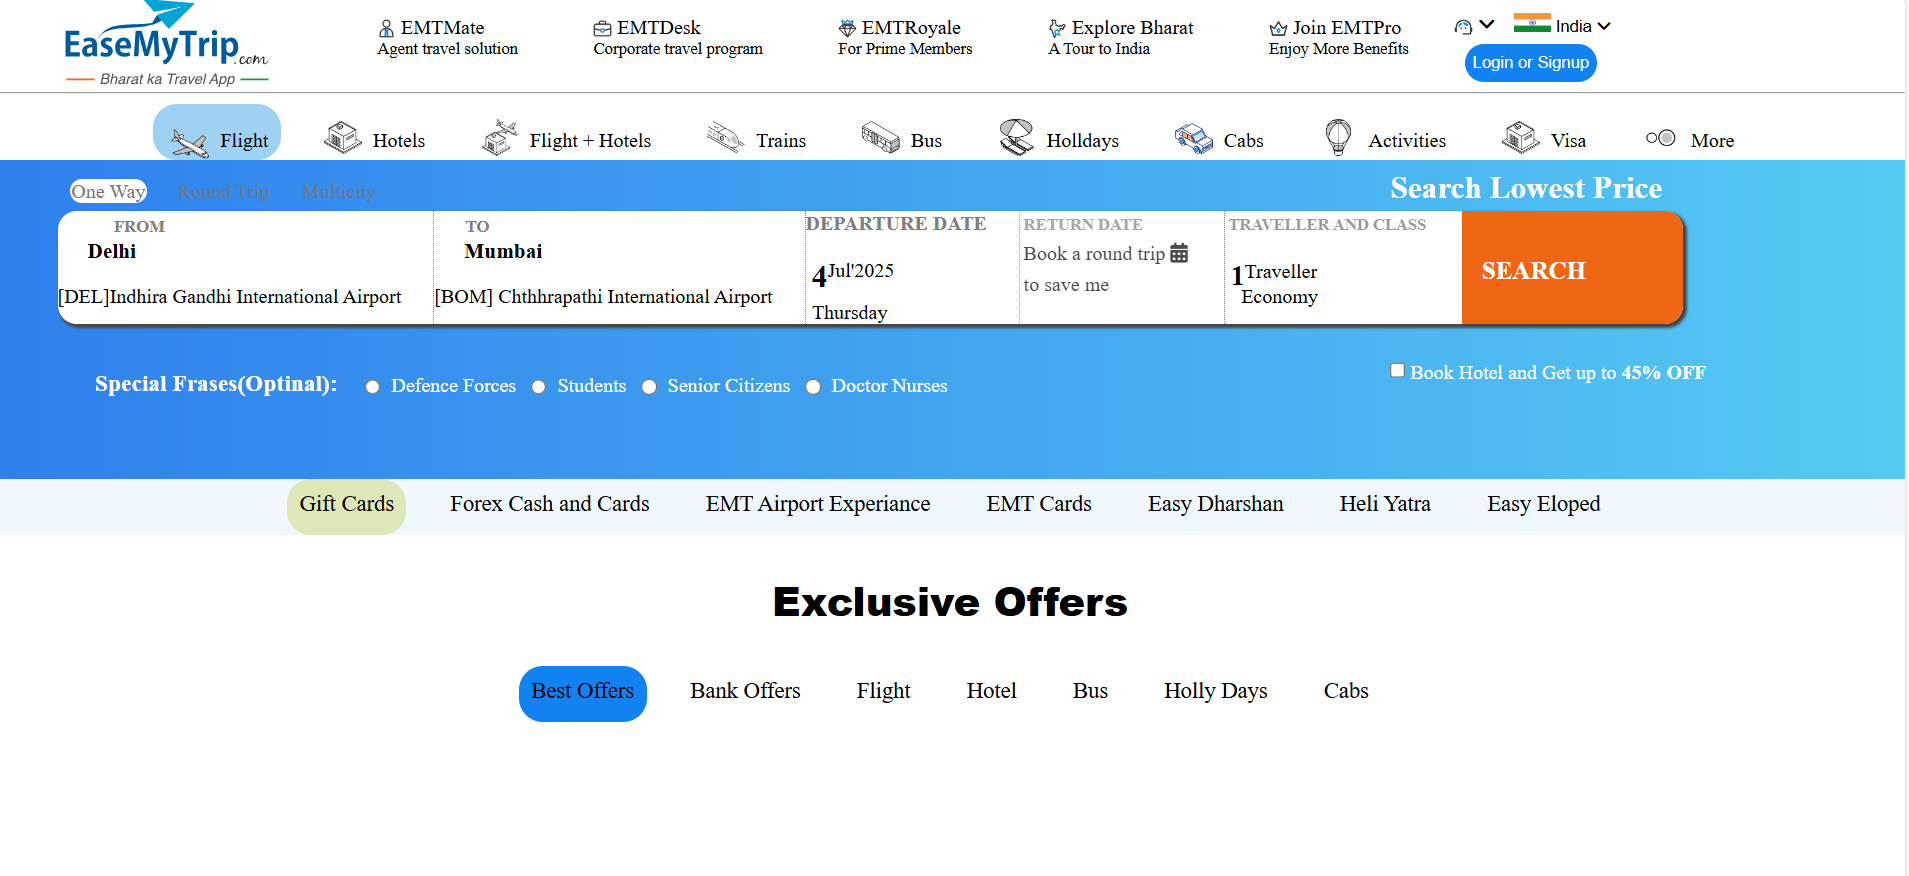 EaseMyTrip.com
Bharat ka Travel App
EMTMate
Agent travel solution
EMTDesk
Corporate travel program
EMTRoyale
For Prime Members
Explore Bharat
A Tour to India
Join EMTPro
Enjoy More Benefits
India
Login or Signup
Flight
Hotels
Flight + Hotels
Trains
Bus
Holldays
Cabs
Activities
Visa
More
One Way
Round Trip
Multicity
Search Lowest Price
FROM
Delhi
[DEL]Indhira Gandhi International Airport
TO
Mumbai
[BOM] Chthhrapathi International Airport
DEPARTURE DATE
4 Jul'2025
Thursday
RETURN DATE
Book a round trip
to save me
TRAVELLER AND CLASS
1 Traveller
Economy
SEARCH
Special Frases(Optinal):
Defence Forces
Students
Senior Citizens
Doctor Nurses
Book Hotel and Get up to 45% OFF
Gift Cards
Forex Cash and Cards
EMT Airport Experiance
EMT Cards
Easy Dharshan
Heli Yatra
Easy Eloped
Exclusive Offers
Best Offers
Bank Offers
Flight
Hotel
Bus
Holly Days
Cabs